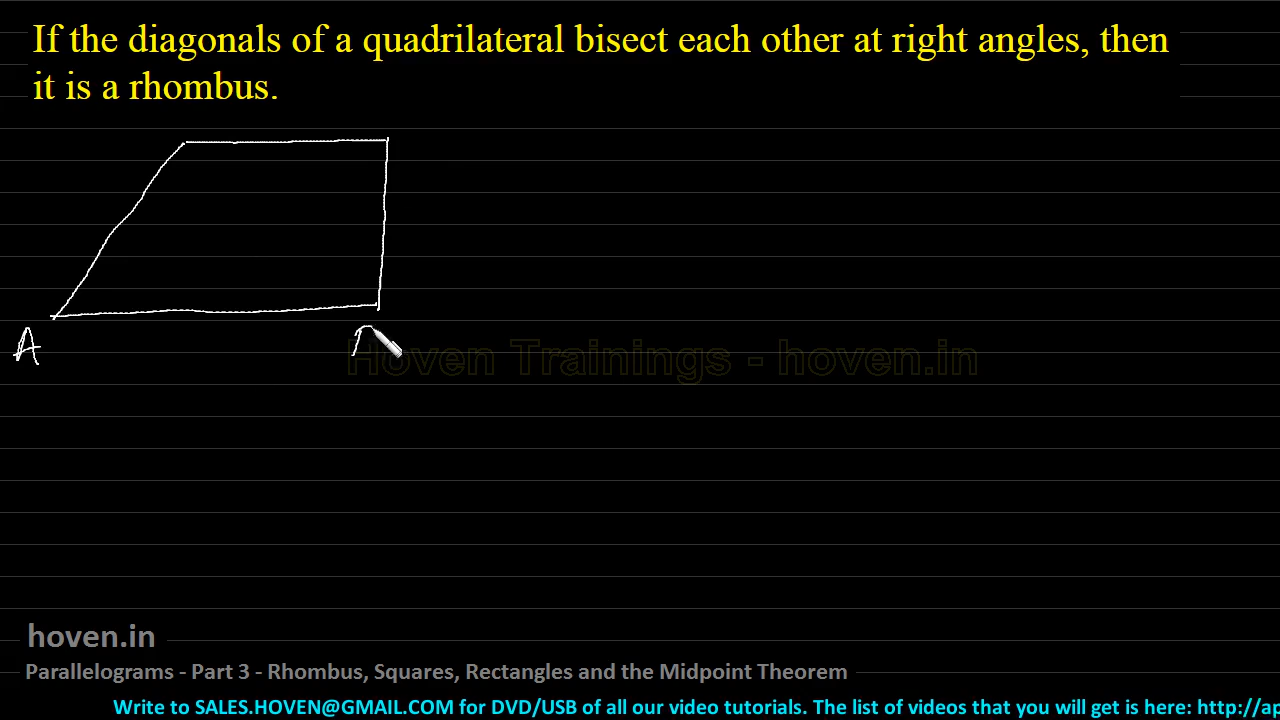 If the diagonals of a quadrilateral bisect each other at right angles, then
it is a rhombus.
A
Hoven Trainings - hoven.in
hoven.in
Parallelograms - Part 3 - Rhombus, Squares, Rectangles and the Midpoint Theorem
Write to SALES.HOVEN@GMAIL.COM for DVD/USB of all our video tutorials. The list of videos that you will get is here: http://ap